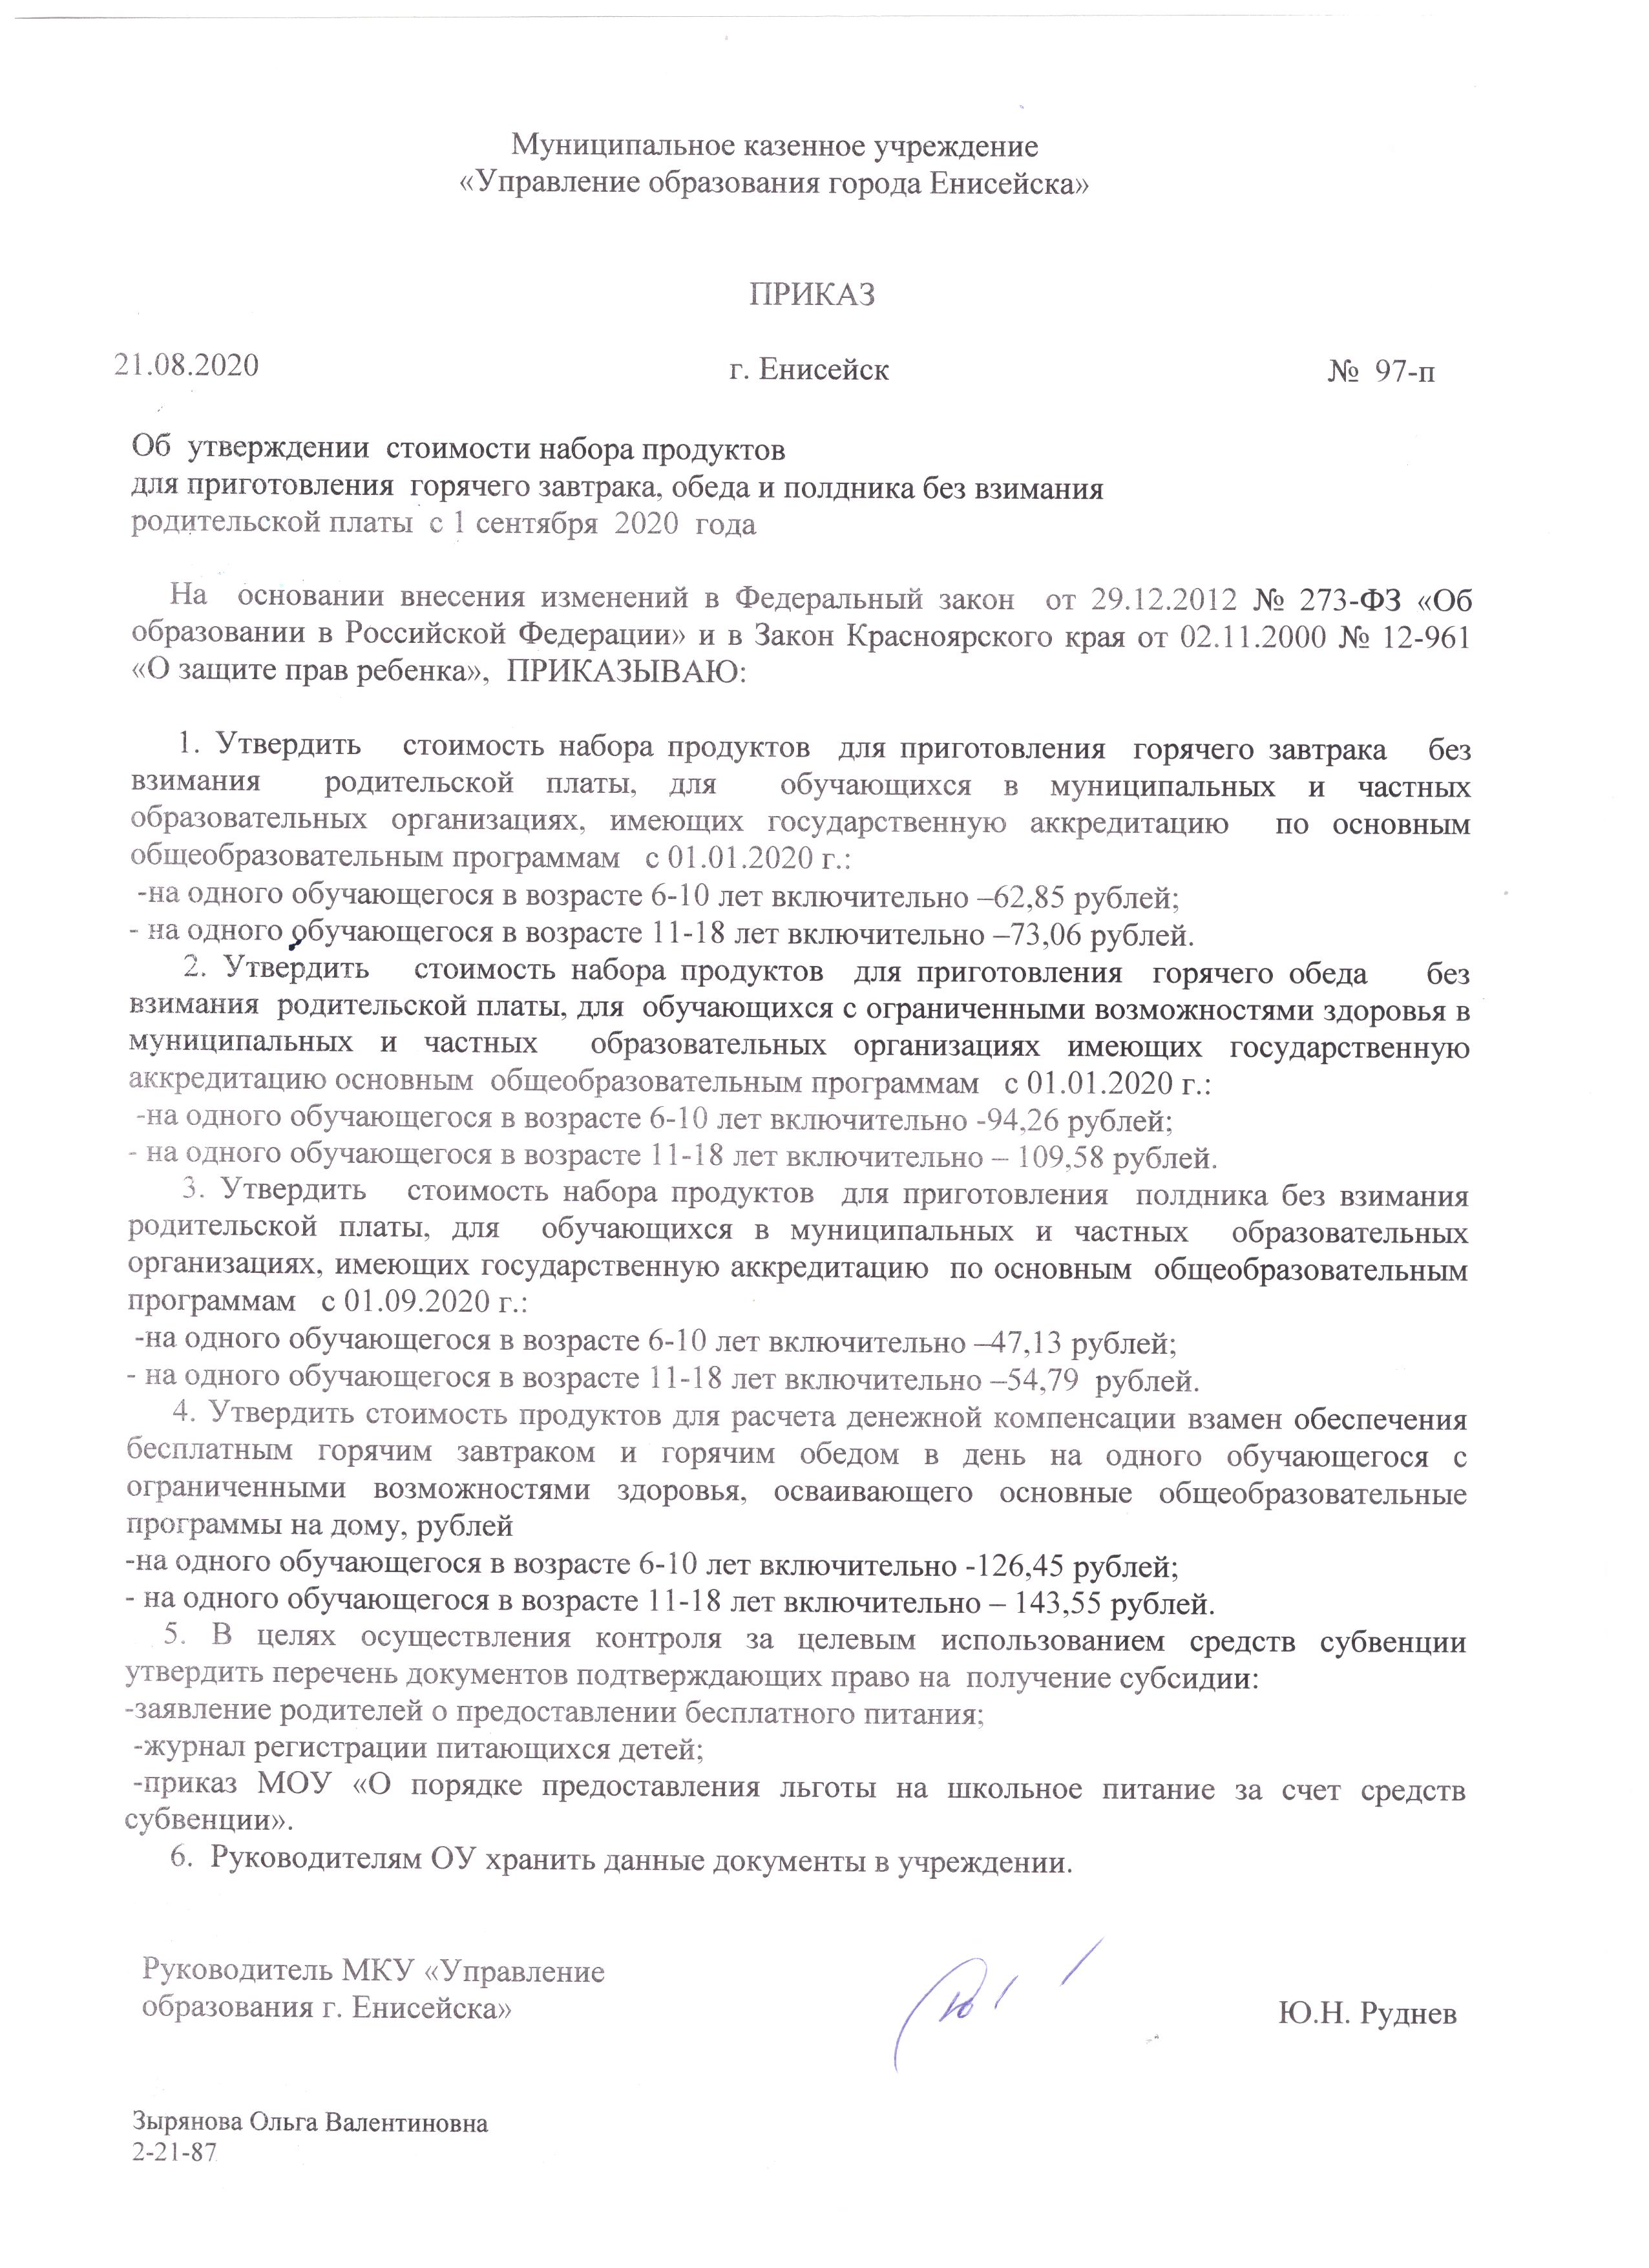 Муниципальное казенное учреждение
«Управление образования города Енисейска»
ПРИКАЗ
21.08.2020 г. Енисейск № 97-п
Об утверждении стоимости набора продуктов
для приготовления горячего завтрака, обеда и полдника без взимания
родительской платы с 1 сентября 2020 года
На основании внесения изменений в Федеральный закон от 29.12.2012 № 273-ФЗ «Об
образовании в Российской Федерации» и в Закон Красноярского края от 02.11.2000 № 12-961
«О защите прав ребенка», ПРИКАЗЫВАЮ:
1. Утвердить стоимость набора продуктов для приготовления горячего завтрака без
взимания родительской платы, для обучающихся в муниципальных и частных
образовательных организациях, имеющих государственную аккредитацию по основным
общеобразовательным программам с 01.01.2020 г.:
-на одного обучающегося в возрасте 6-10 лет включительно –62,85 рублей;
- на одного обучающегося в возрасте 11-18 лет включительно –73,06 рублей.
2. Утвердить стоимость набора продуктов для приготовления горячего обеда без
взимания родительской платы, для обучающихся с ограниченными возможностями здоровья в
муниципальных и частных образовательных организациях имеющих государственную
аккредитацию основным общеобразовательным программам с 01.01.2020 г.:
-на одного обучающегося в возрасте 6-10 лет включительно -94,26 рублей;
- на одного обучающегося в возрасте 11-18 лет включительно – 109,58 рублей.
3. Утвердить стоимость набора продуктов для приготовления полдника без взимания
родительской платы, для обучающихся в муниципальных и частных образовательных
организациях, имеющих государственную аккредитацию по основным общеобразовательным
программам с 01.09.2020 г.:
-на одного обучающегося в возрасте 6-10 лет включительно –47,13 рублей;
- на одного обучающегося в возрасте 11-18 лет включительно –54,79 рублей.
4. Утвердить стоимость продуктов для расчета денежной компенсации взамен обеспечения
бесплатным горячим завтраком и горячим обедом в день на одного обучающегося с
ограниченными возможностями здоровья, осваивающего основные общеобразовательные
программы на дому, рублей
-на одного обучающегося в возрасте 6-10 лет включительно -126,45 рублей;
- на одного обучающегося в возрасте 11-18 лет включительно – 143,55 рублей.
5. В целях осуществления контроля за целевым использованием средств субвенции
утвердить перечень документов подтверждающих право на получение субсидии:
-заявление родителей о предоставлении бесплатного питания;
-журнал регистрации питающихся детей;
-приказ МОУ «О порядке предоставления льготы на школьное питание за счет средств
субвенции».
6. Руководителям ОУ хранить данные документы в учреждении.
Руководитель МКУ «Управление
образования г. Енисейска» Ю.Н. Руднев
Зырянова Ольга Валентиновна
2-21-87